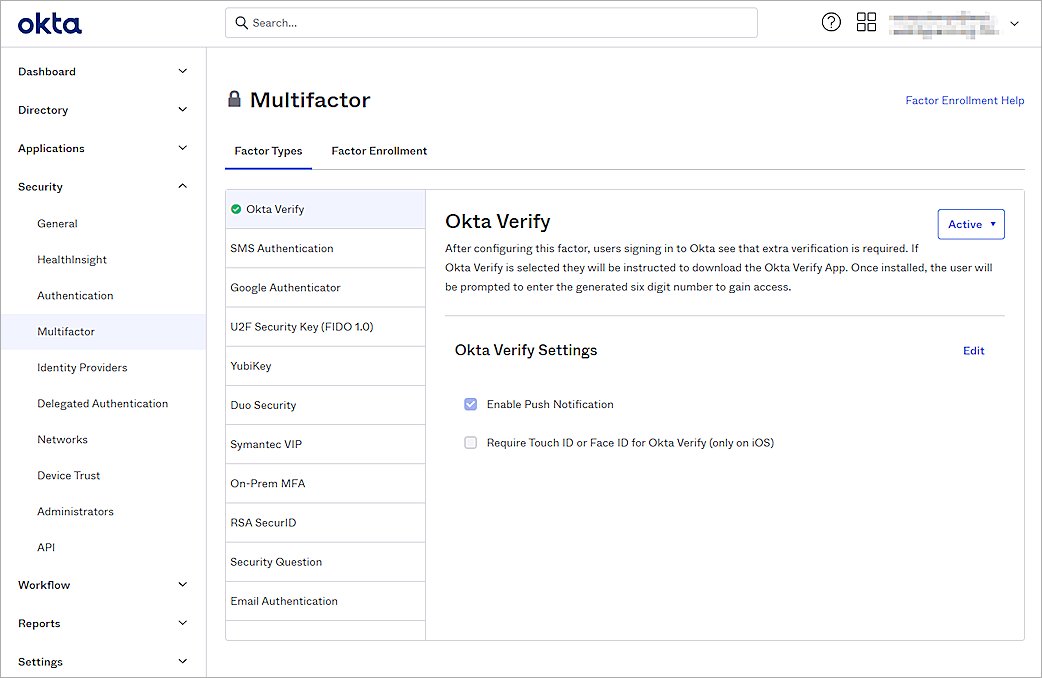 okta
Search...
Dashboard
Directory
Applications
Security
General
HealthInsight
Authentication
Multifactor
Identity Providers
Delegated Authentication
Networks
Device Trust
Administrators
API
Workflow
Reports
Settings
Multifactor
Factor Enrollment Help
Factor Types
Factor Enrollment
Okta Verify
SMS Authentication
Google Authenticator
U2F Security Key (FIDO 1.0)
YubiKey
Duo Security
Symantec VIP
On-Prem MFA
RSA SecurID
Security Question
Email Authentication
Okta Verify
Active
After configuring this factor, users signing in to Okta see that extra verification is required. If
Okta Verify is selected they will be instructed to download the Okta Verify App. Once installed, the user will
be prompted to enter the generated six digit number to gain access.
Okta Verify Settings
Edit
Enable Push Notification
Require Touch ID or Face ID for Okta Verify (only on iOS)